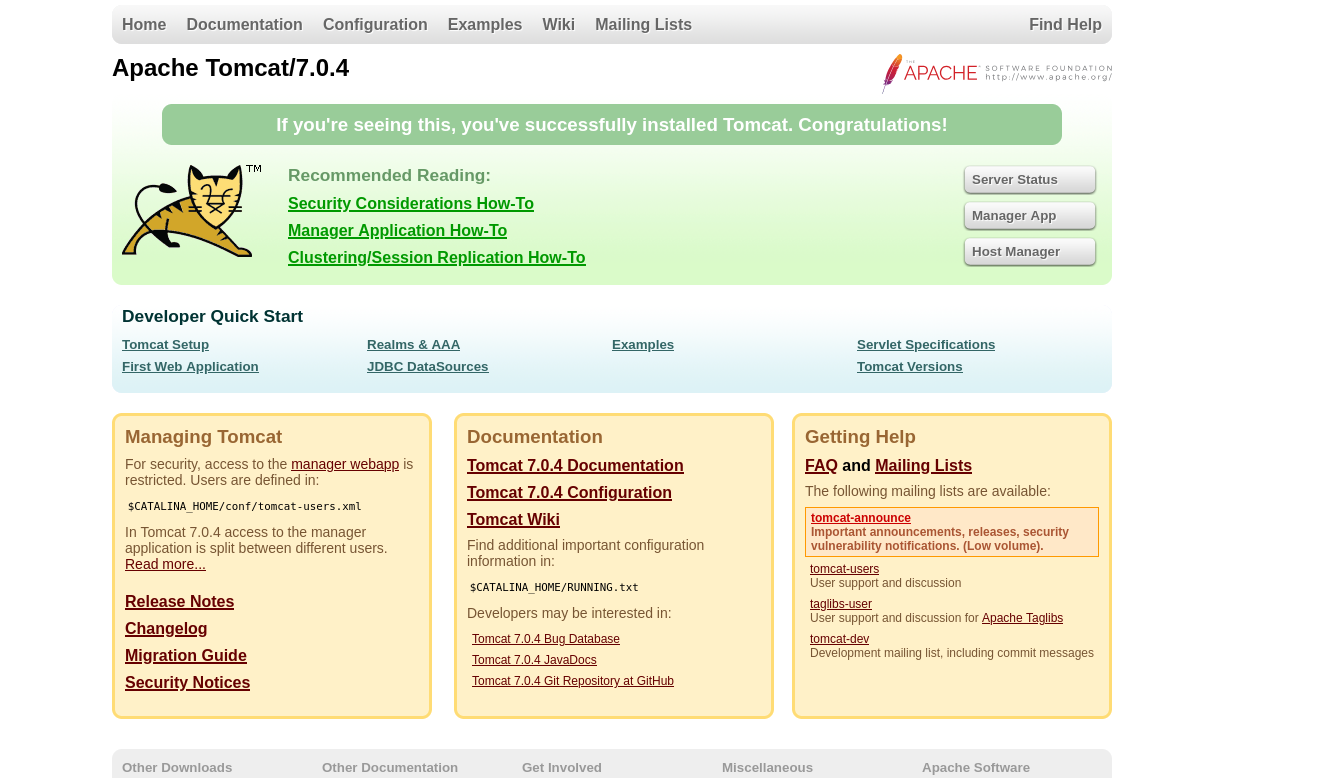 Home Documentation Configuration Examples Wiki Mailing Lists Find Help
Apache Tomcat/7.0.4
THE APACHE™ SOFTWARE FOUNDATION
http://www.apache.org/
If you're seeing this, you've successfully installed Tomcat. Congratulations!
TM
Recommended Reading:
Security Considerations How-To
Manager Application How-To
Clustering/Session Replication How-To
Server Status
Manager App
Host Manager
Developer Quick Start
Tomcat Setup
First Web Application
Realms & AAA
JDBC DataSources
Examples
Servlet Specifications
Tomcat Versions
Managing Tomcat
For security, access to the manager webapp is
restricted. Users are defined in:
$CATALINA_HOME/conf/tomcat-users.xml
In Tomcat 7.0.4 access to the manager
application is split between different users.
Read more...
Release Notes
Changelog
Migration Guide
Security Notices
Documentation
Tomcat 7.0.4 Documentation
Tomcat 7.0.4 Configuration
Tomcat Wiki
Find additional important configuration
information in:
$CATALINA_HOME/RUNNING.txt
Developers may be interested in:
Tomcat 7.0.4 Bug Database
Tomcat 7.0.4 JavaDocs
Tomcat 7.0.4 Git Repository at GitHub
Getting Help
FAQ and Mailing Lists
The following mailing lists are available:
tomcat-announce
Important announcements, releases, security
vulnerability notifications. (Low volume).
tomcat-users
User support and discussion
taglibs-user
User support and discussion for Apache Taglibs
tomcat-dev
Development mailing list, including commit messages
Other Downloads Other Documentation Get Involved Miscellaneous Apache Software